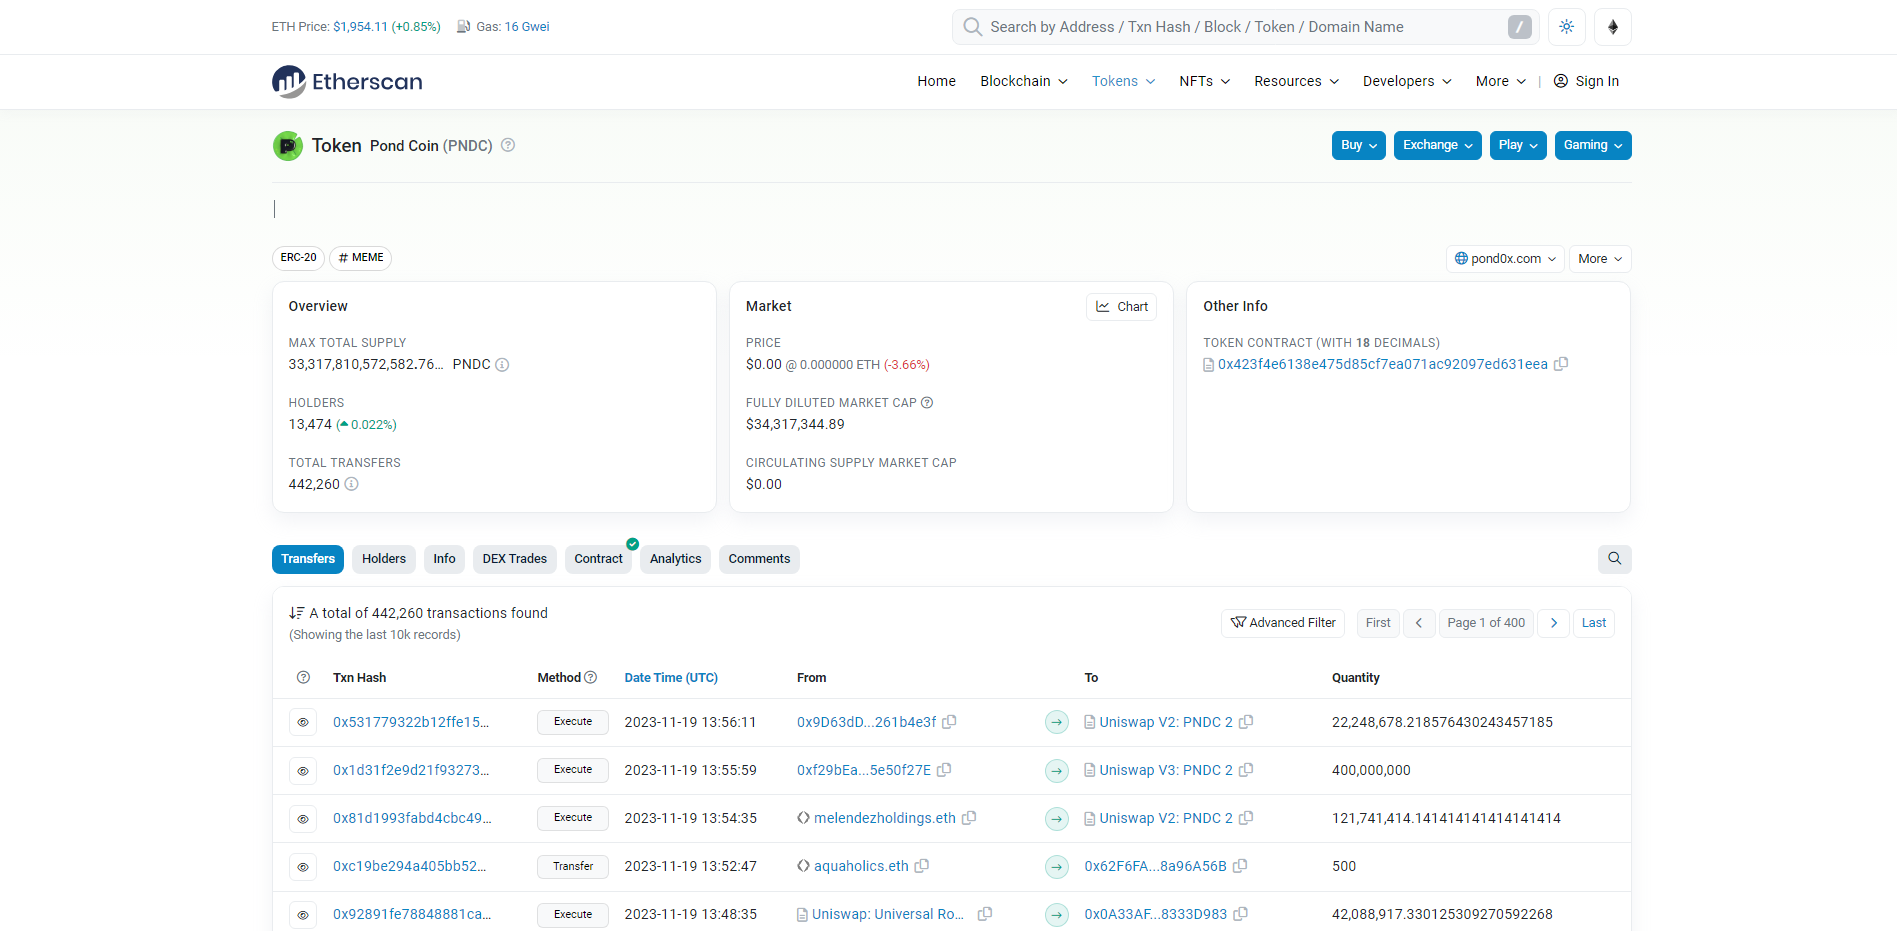 ETH Price: $1,954.11 (+0.85%) Gas: 16 Gwei
Search by Address / Txn Hash / Block / Token / Domain Name /
Etherscan
Home Blockchain Tokens NFTs Resources Developers More | Sign In
Token Pond Coin (PNDC)
Buy Exchange Play Gaming
ERC-20 # MEME
pond0x.com More
Overview
MAX TOTAL SUPPLY
33,317,810,572,582.76... PNDC
HOLDERS
13,474 (0.022%)
TOTAL TRANSFERS
442,260
Market
Chart
PRICE
$0.00 @ 0.000000 ETH (-3.66%)
FULLY DILUTED MARKET CAP
$34,317,344.89
CIRCULATING SUPPLY MARKET CAP
$0.00
Other Info
TOKEN CONTRACT (WITH 18 DECIMALS)
0x423f4e6138e475d85cf7ea071ac92097ed631eea
Transfers Holders Info DEX Trades Contract Analytics Comments
A total of 442,260 transactions found
(Showing the last 10k records)
Advanced Filter First Page 1 of 400 Last
Txn Hash Method Date Time (UTC) From To Quantity
0x531779322b12ffe15... Execute 2023-11-19 13:56:11 0x9D63dD...261b4e3f Uniswap V2: PNDC 2 22,248,678.218576430243457185
0x1d31f2e9d21f93273... Execute 2023-11-19 13:55:59 0xf29bEa...5e50f27E Uniswap V3: PNDC 2 400,000,000
0x81d1993fabd4cbc49... Execute 2023-11-19 13:54:35 melendezholdings.eth Uniswap V2: PNDC 2 121,741,414.141414141414141414
0xc19be294a405bb52... Transfer 2023-11-19 13:52:47 aquaholics.eth 0x62F6FA...8a96A56B 500
0x92891fe78848881ca... Execute 2023-11-19 13:48:35 Uniswap: Universal Ro... 0x0A33AF...8333D983 42,088,917.330125309270592268